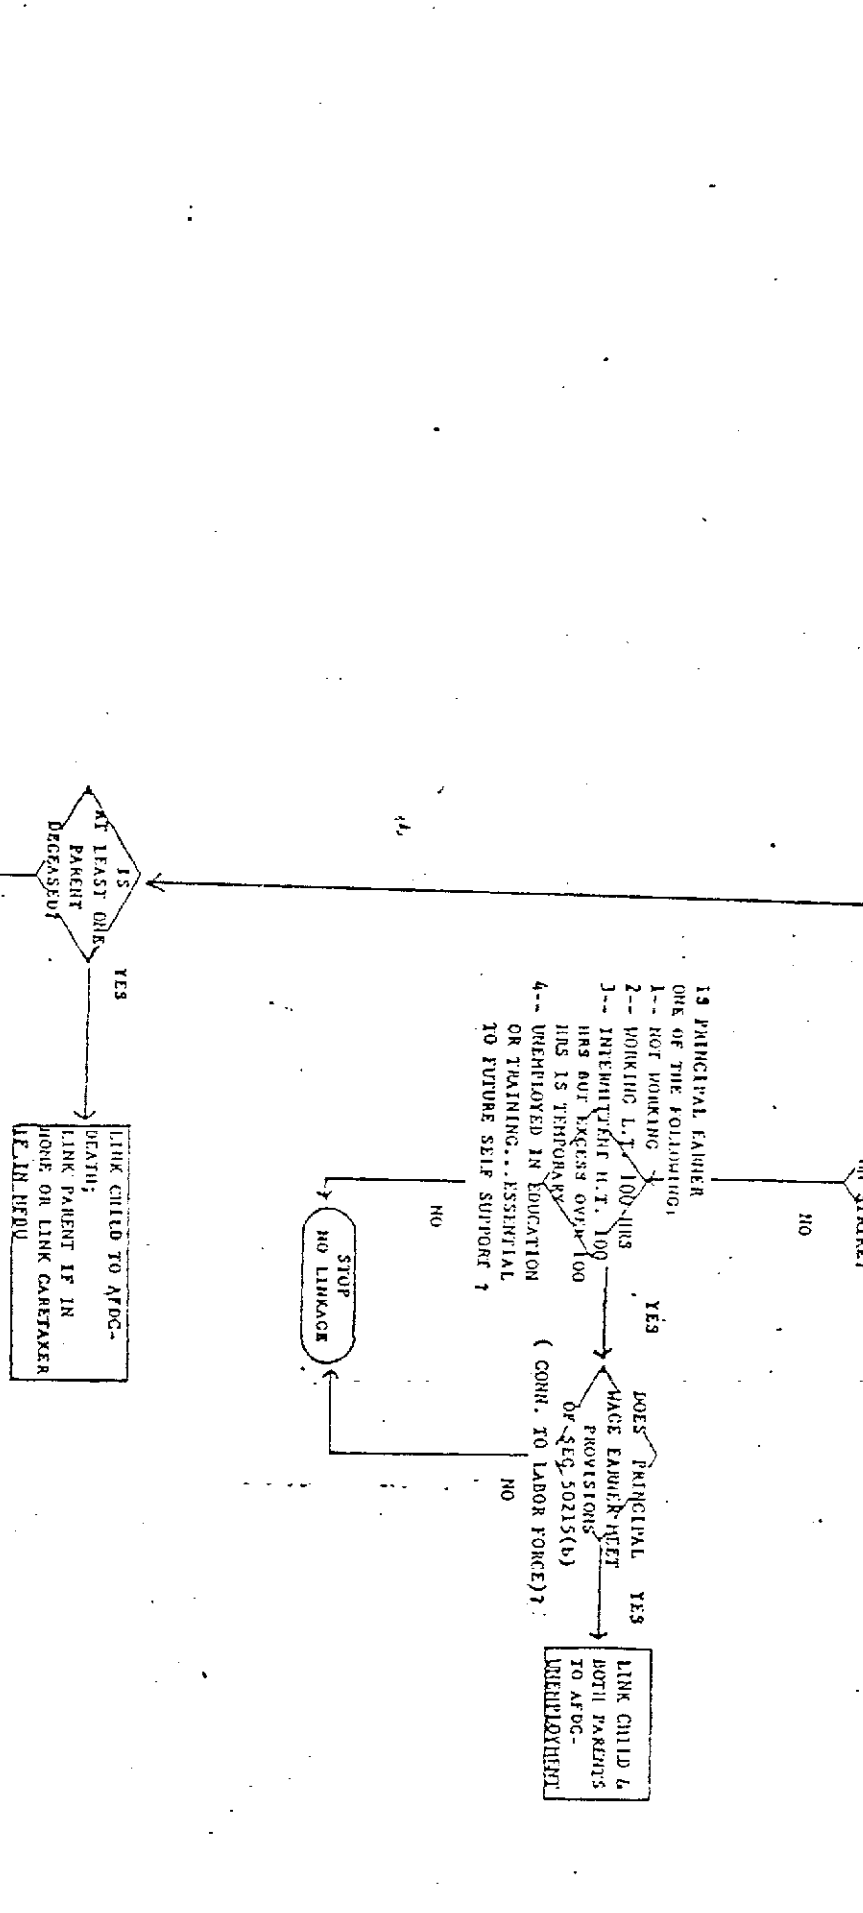 NO
IS PRINCIPAL EARNER
ONE OF THE FOLLOWING:
1-- NOT WORKING
2-- WORKING L.T. 100 HRS
3-- INTERMITTENT M.T. 100
HRS BUT EXCESS OVER 100
HRS IS TEMPORARY
4-- UNEMPLOYED IN EDUCATION
OR TRAINING...ESSENTIAL
TO FUTURE SELF SUPPORT ?
YES
DOES PRINCIPAL
WAGE EARNER MEET
PROVISIONS
OF SEC 50215(b)
( CONN. TO LABOR FORCE)?
YES
LINK CHILD &
BOTH PARENTS
TO AFDC-
UNEMPLOYMENT
NO
NO
STOP
NO LINKAGE
IS
AT LEAST ONE
PARENT
DECEASED?
YES
LINK CHILD TO AFDC-
DEATH;
LINK PARENT IF IN
HOME OR LINK CARETAKER
IF IN MFBU